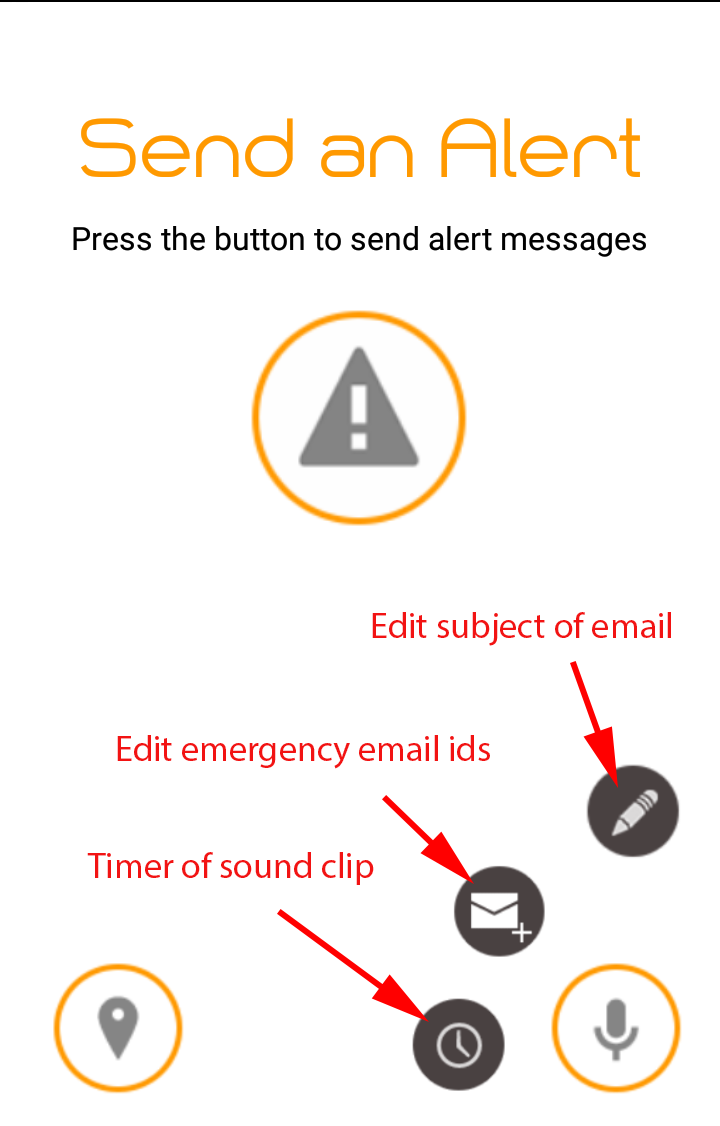 Send an Alert
Press the button to send alert messages
Edit subject of email
Edit emergency email ids
Timer of sound clip